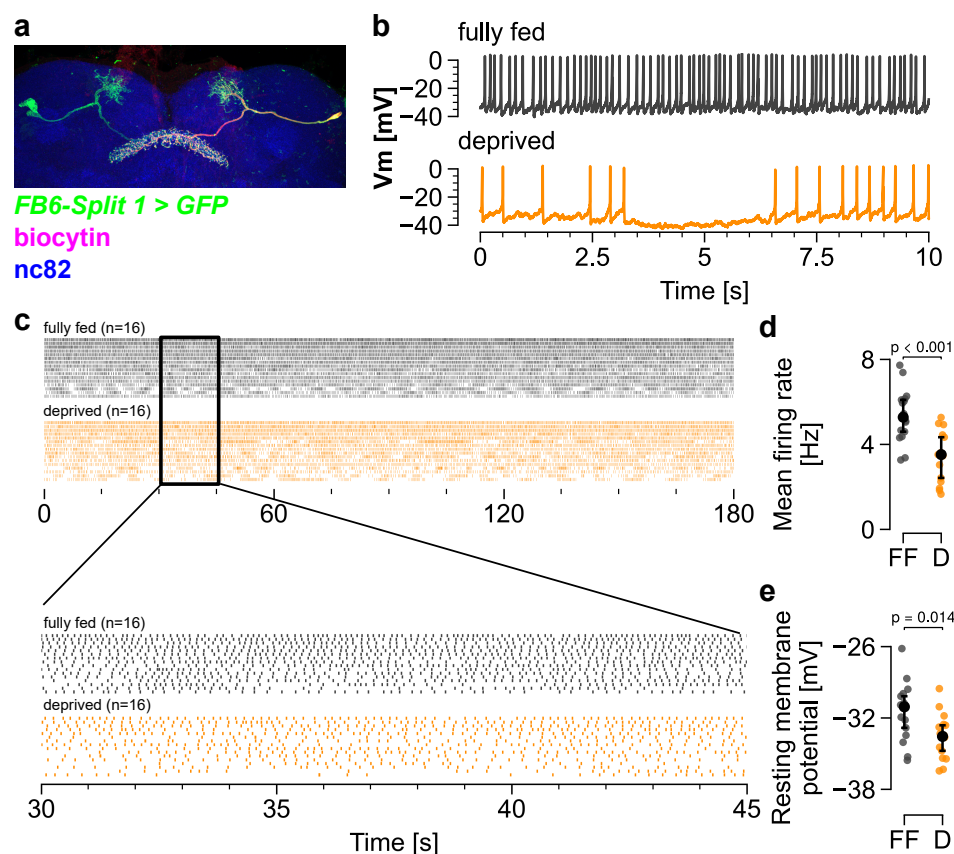 a
FB6-Split 1 > GFP
biocytin
nc82
b
fully fed
0
−20
−40
Vm [mV]
deprived
0
−20
−40
0 2.5 5 7.5 10
Time [s]
c
fully fed (n=16)
deprived (n=16)
0 60 120 180
fully fed (n=16)
deprived (n=16)
30 35 40 45
Time [s]
d
p < 0.001
8
4
0
Mean firing rate
[Hz]
FF D
e
p = 0.014
−26
−32
−38
Resting membrane
potential [mV]
FF D